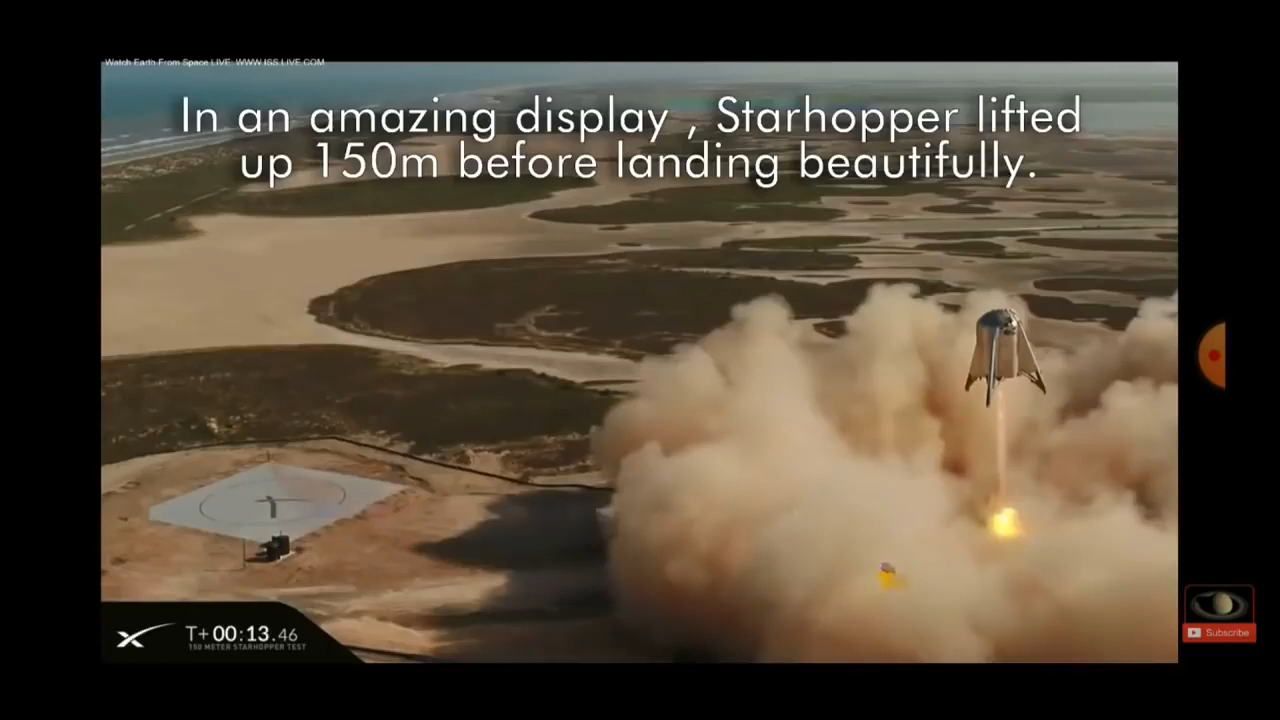 Watch Earth From Space LIVE: WWW.ISS.LIVE.COM
In an amazing display , Starhopper lifted
up 150m before landing beautifully.
T+00:13.46
150 METER STARHOPPER TEST
Subscribe